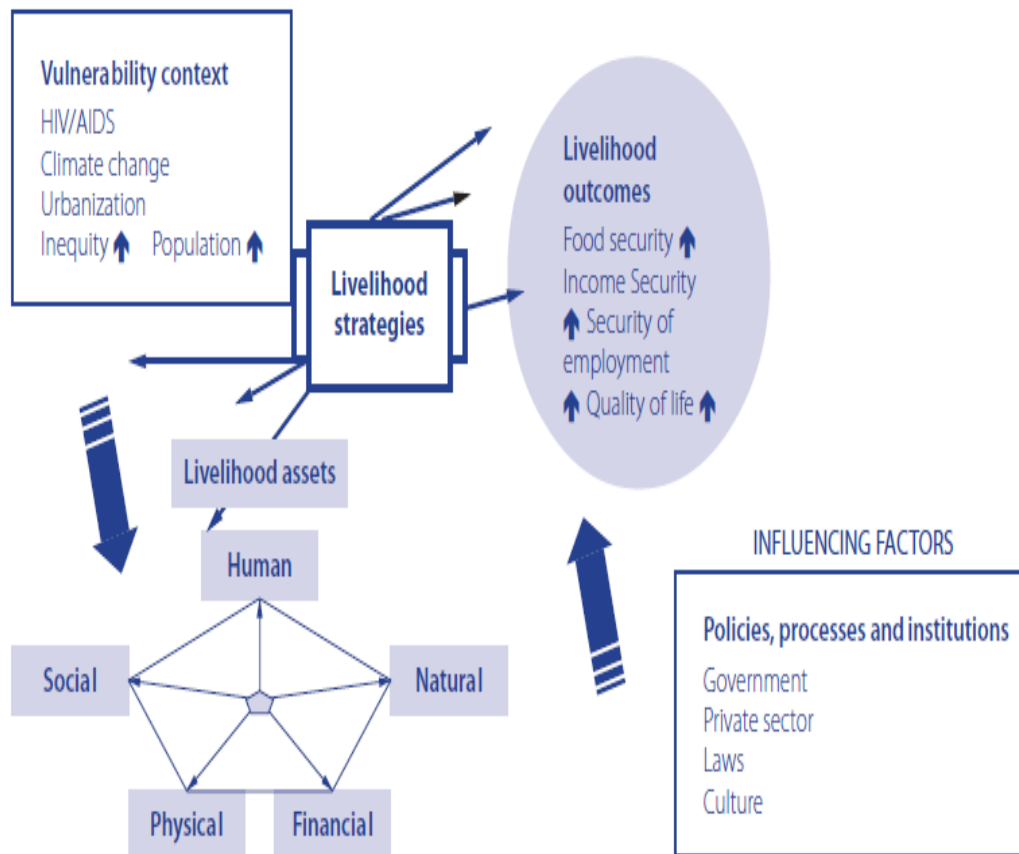 Vulnerability context
HIV/AIDS
Climate change
Urbanization
Inequity Population
Livelihood
strategies
Livelihood
outcomes
Food security
Income Security
Security of
employment
Quality of life
Livelihood assets
Human
Social
Natural
Physical
Financial
INFLUENCING FACTORS
Policies, processes and institutions
Government
Private sector
Laws
Culture